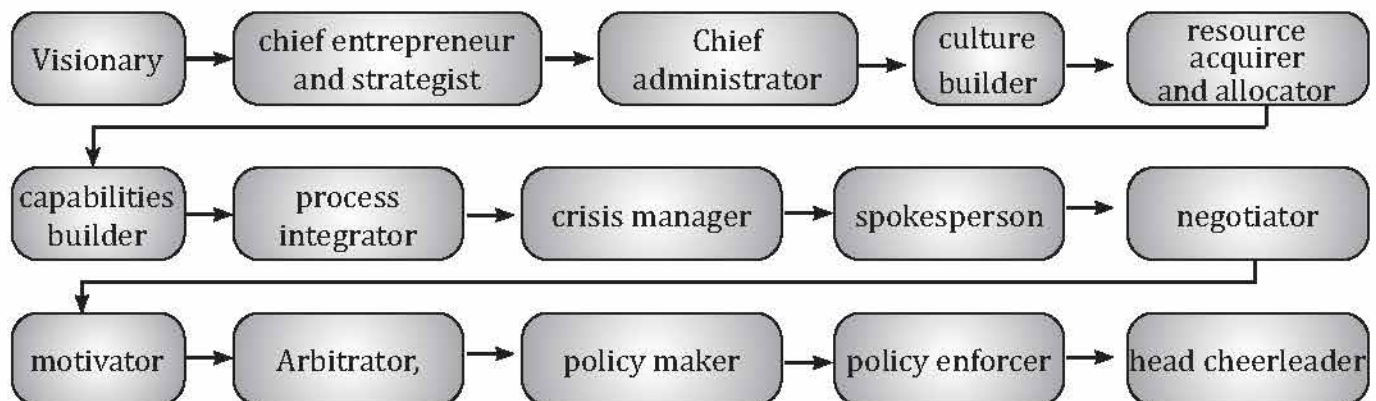 Visionary
chief entrepreneur
and strategist
Chief
administrator
culture
builder
resource
acquirer
and allocator
capabilities
builder
process
integrator
crisis manager
spokesperson
negotiator
motivator
Arbitrator,
policy maker
policy enforcer
head cheerleader